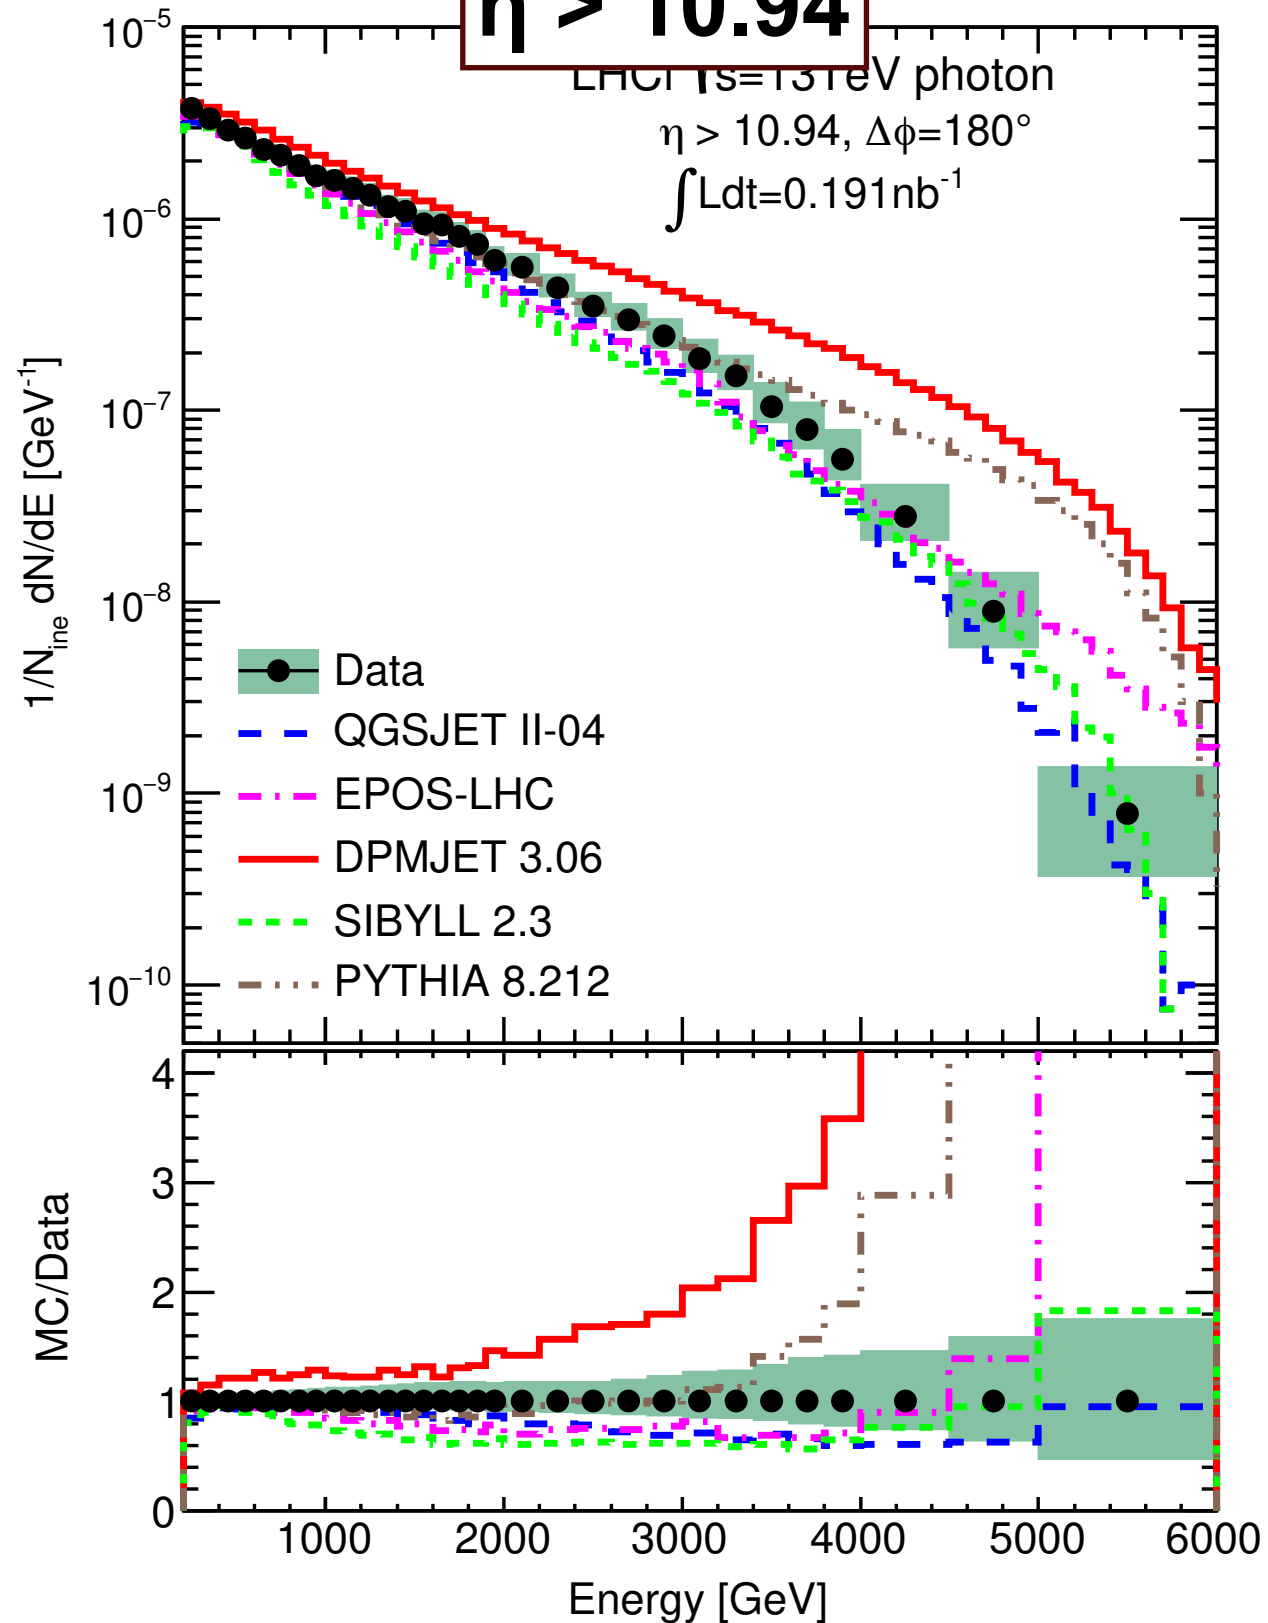 η > 10.94
s=13TeV photon
η > 10.94, Δϕ=180°
∫Ldt=0.191nb⁻¹
10⁻⁵
10⁻⁶
10⁻⁷
10⁻⁸
10⁻⁹
10⁻¹⁰
1/N_ine dN/dE [GeV⁻¹]
Data
QGSJET II-04
EPOS-LHC
DPMJET 3.06
SIBYLL 2.3
PYTHIA 8.212
4
3
2
1
0
MC/Data
1000 2000 3000 4000 5000 6000
Energy [GeV]